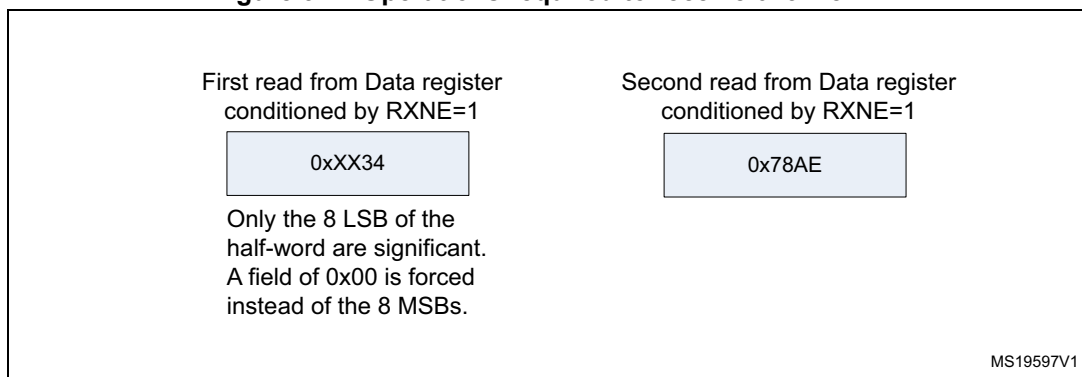 First read from Data register
conditioned by RXNE=1
0xXX34
Only the 8 LSB of the
half-word are significant.
A field of 0x00 is forced
instead of the 8 MSBs.
Second read from Data register
conditioned by RXNE=1
0x78AE
MS19597V1